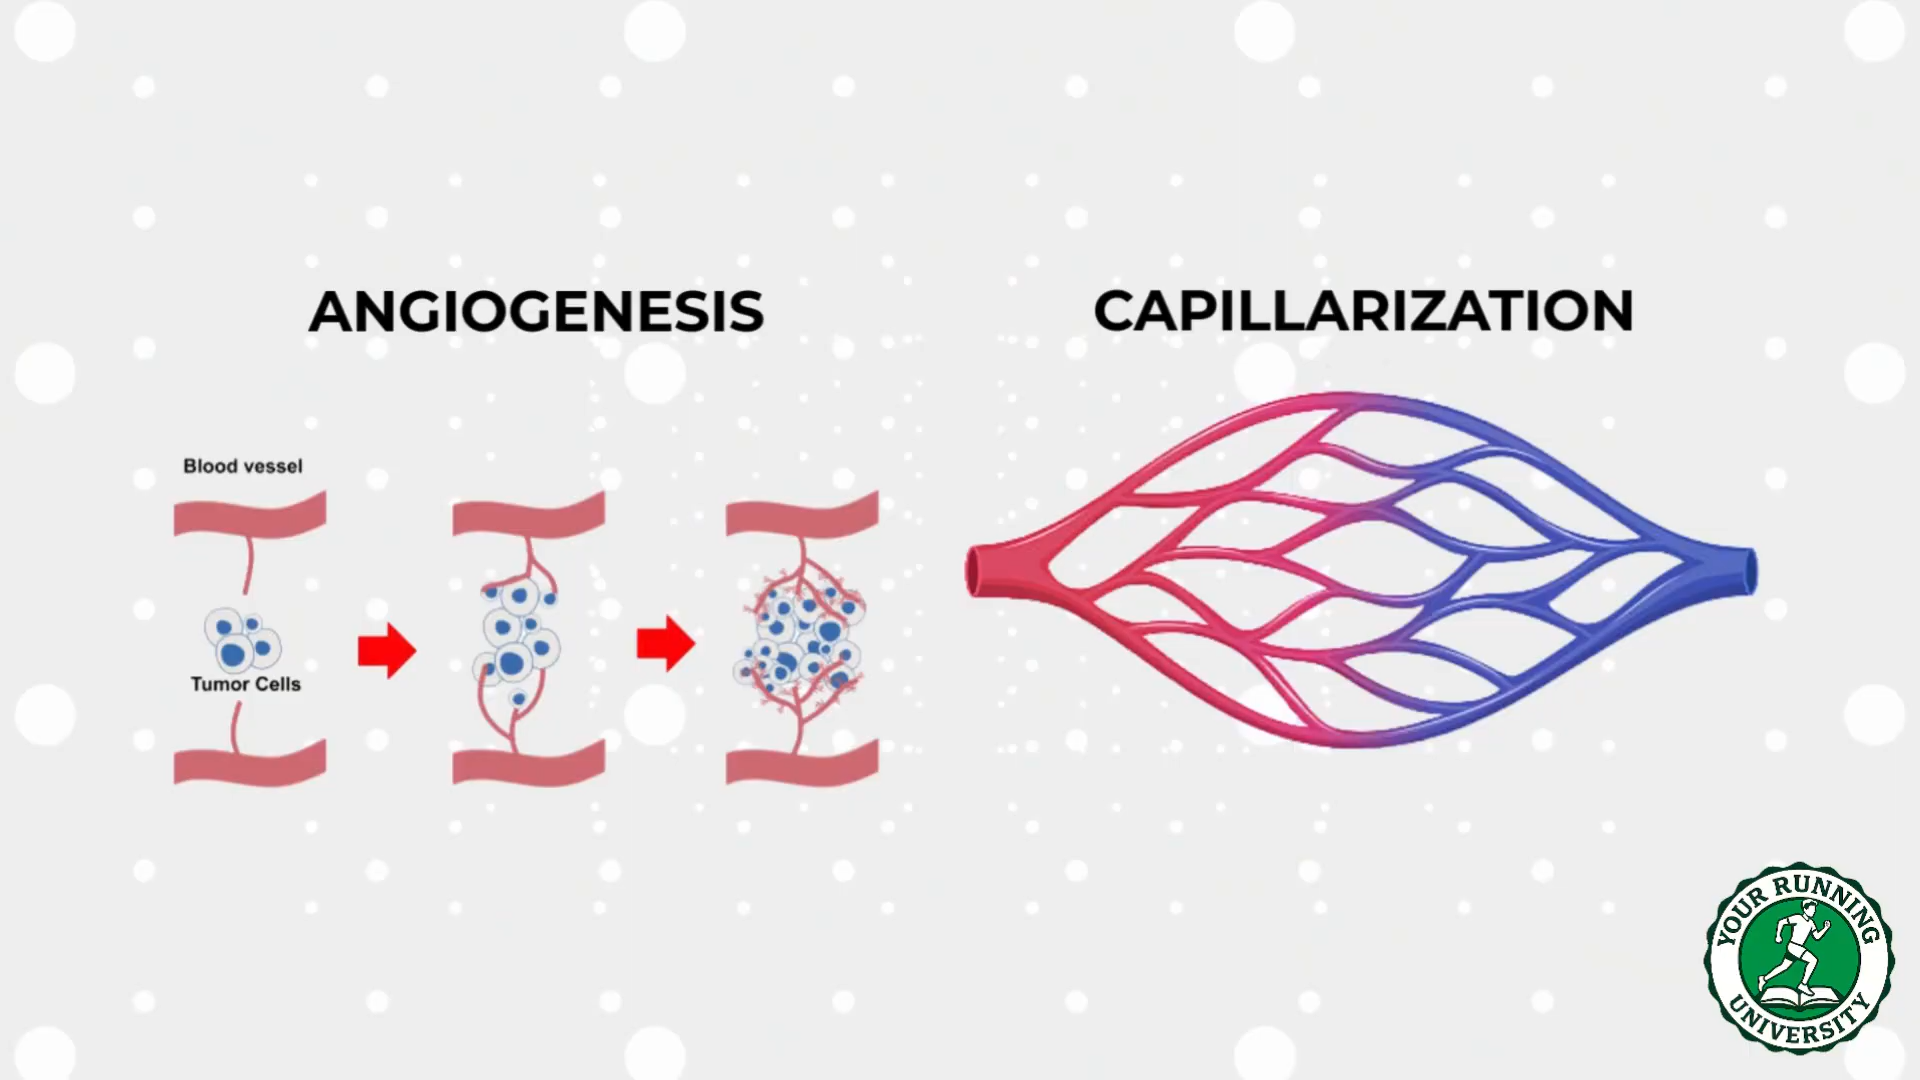 ANGIOGENESIS
CAPILLARIZATION
Blood vessel
Tumor Cells
YOUR RUNNING
UNIVERSITY